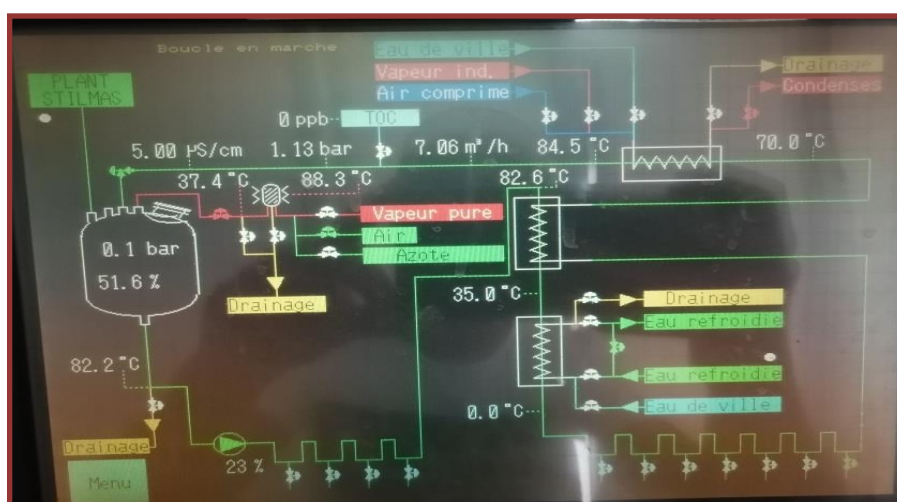 Boucle en marche
Eau de ville
Vapeur ind.
Air comprime
Drainage
Condenses
PLANT
STILMAS
0 ppb
TOC
5.00 µS/cm
1.13 bar
7.06 m³/h
84.5 °C
70.0 °C
37.4 °C
88.3 °C
82.6 °C
Vapeur pure
Air
Azote
0.1 bar
51.6 %
Drainage
35.0 °C
Drainage
Eau refroidie
82.2 °C
Eau refroidie
0.0 °C
Eau de ville
Drainage
23 %
Menu